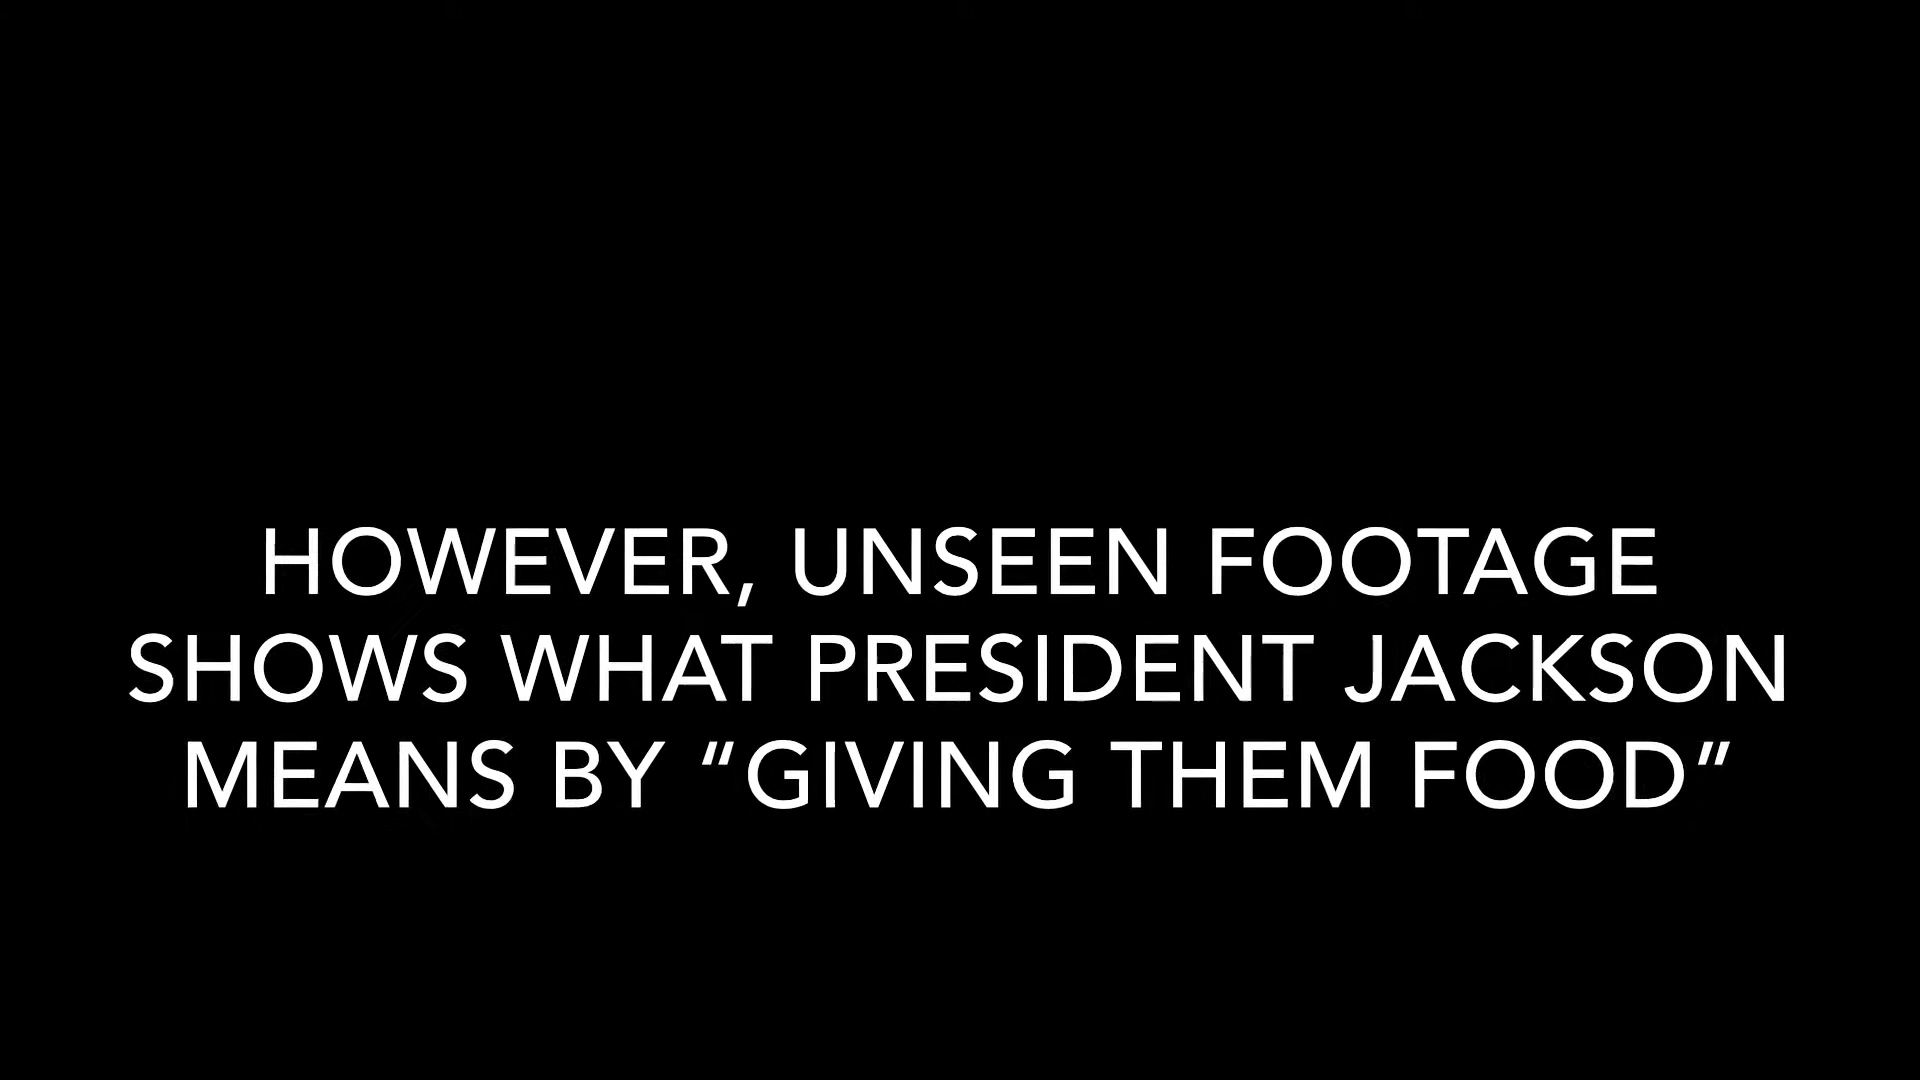 HOWEVER, UNSEEN FOOTAGE
SHOWS WHAT PRESIDENT JACKSON
MEANS BY “GIVING THEM FOOD”